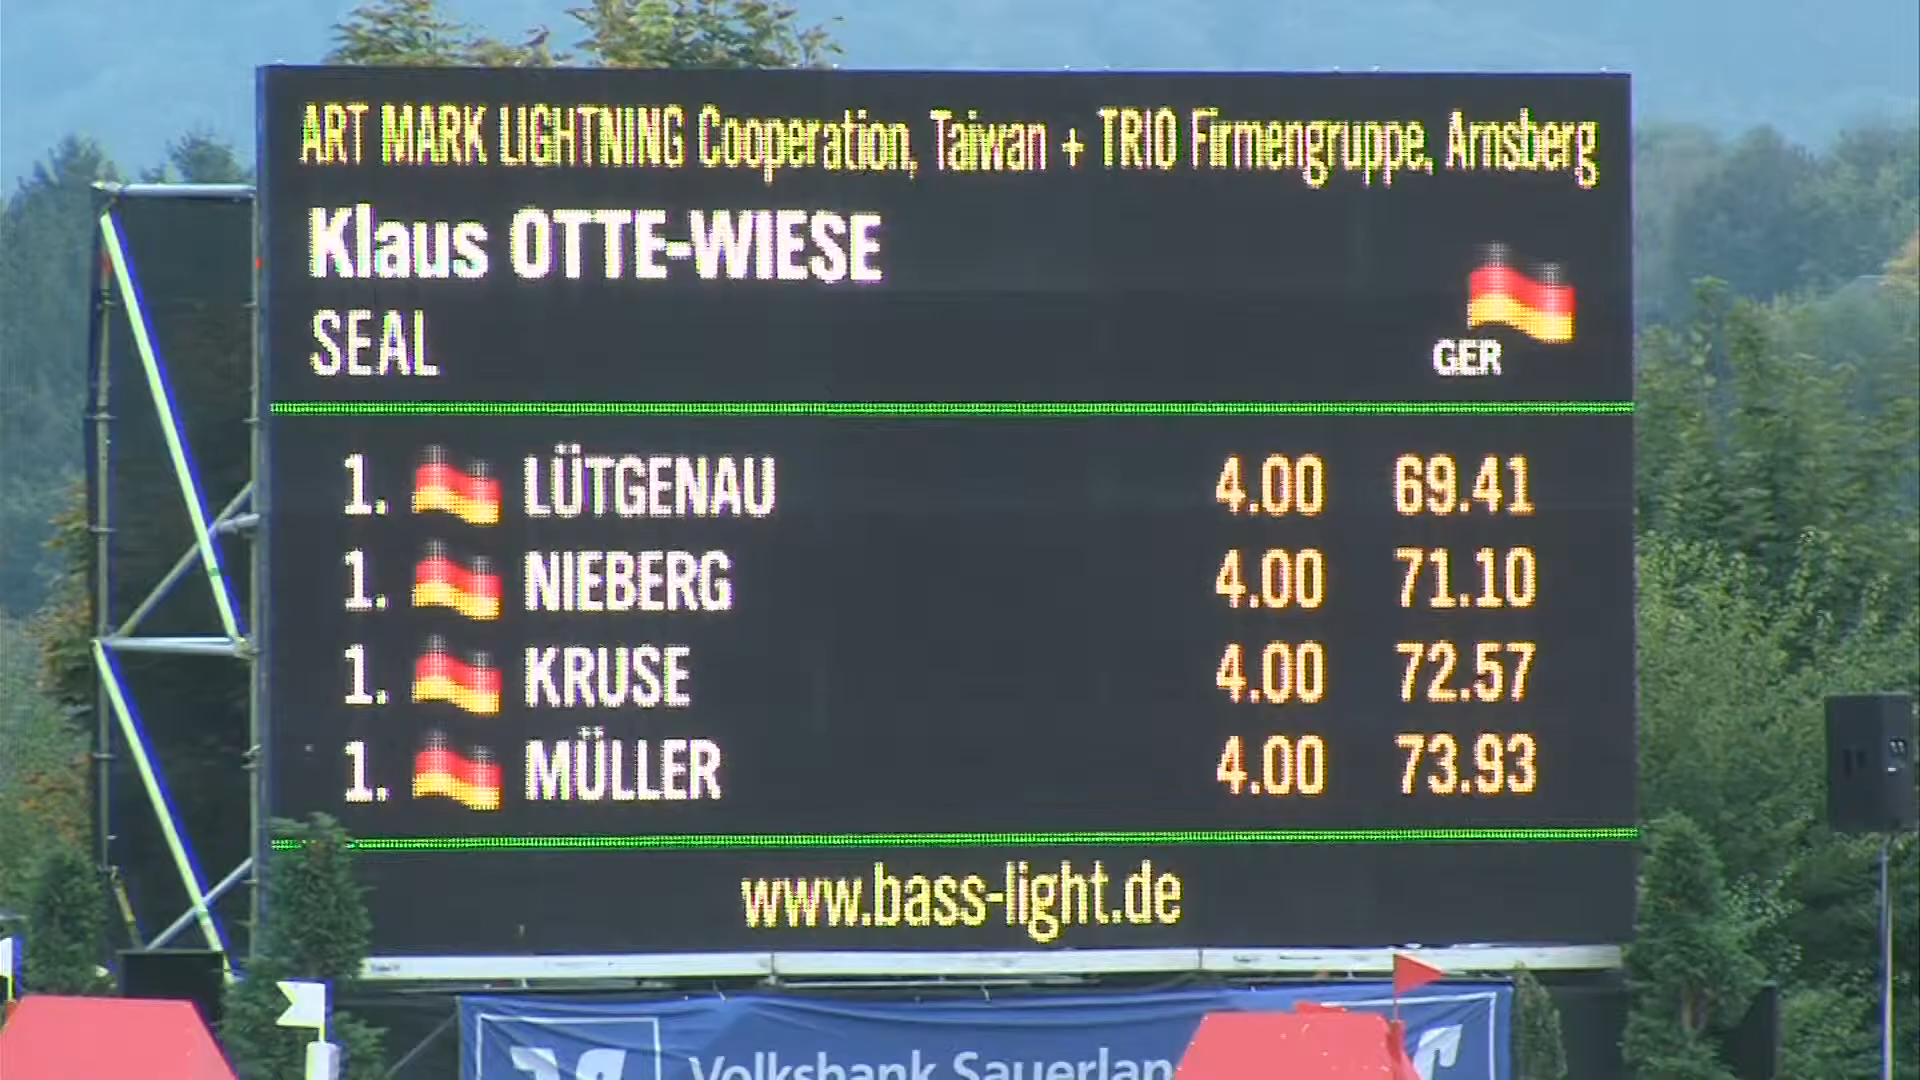 ART MARK LIGHTNING Cooperation, Taiwan + TRIO Firmengruppe, Arnsberg
Klaus OTTE-WIESE
SEAL
GER
1. LÜTGENAU 4.00 69.41
1. NIEBERG 4.00 71.10
1. KRUSE 4.00 72.57
1. MÜLLER 4.00 73.93
www.bass-light.de
Volksbank Sauerlan